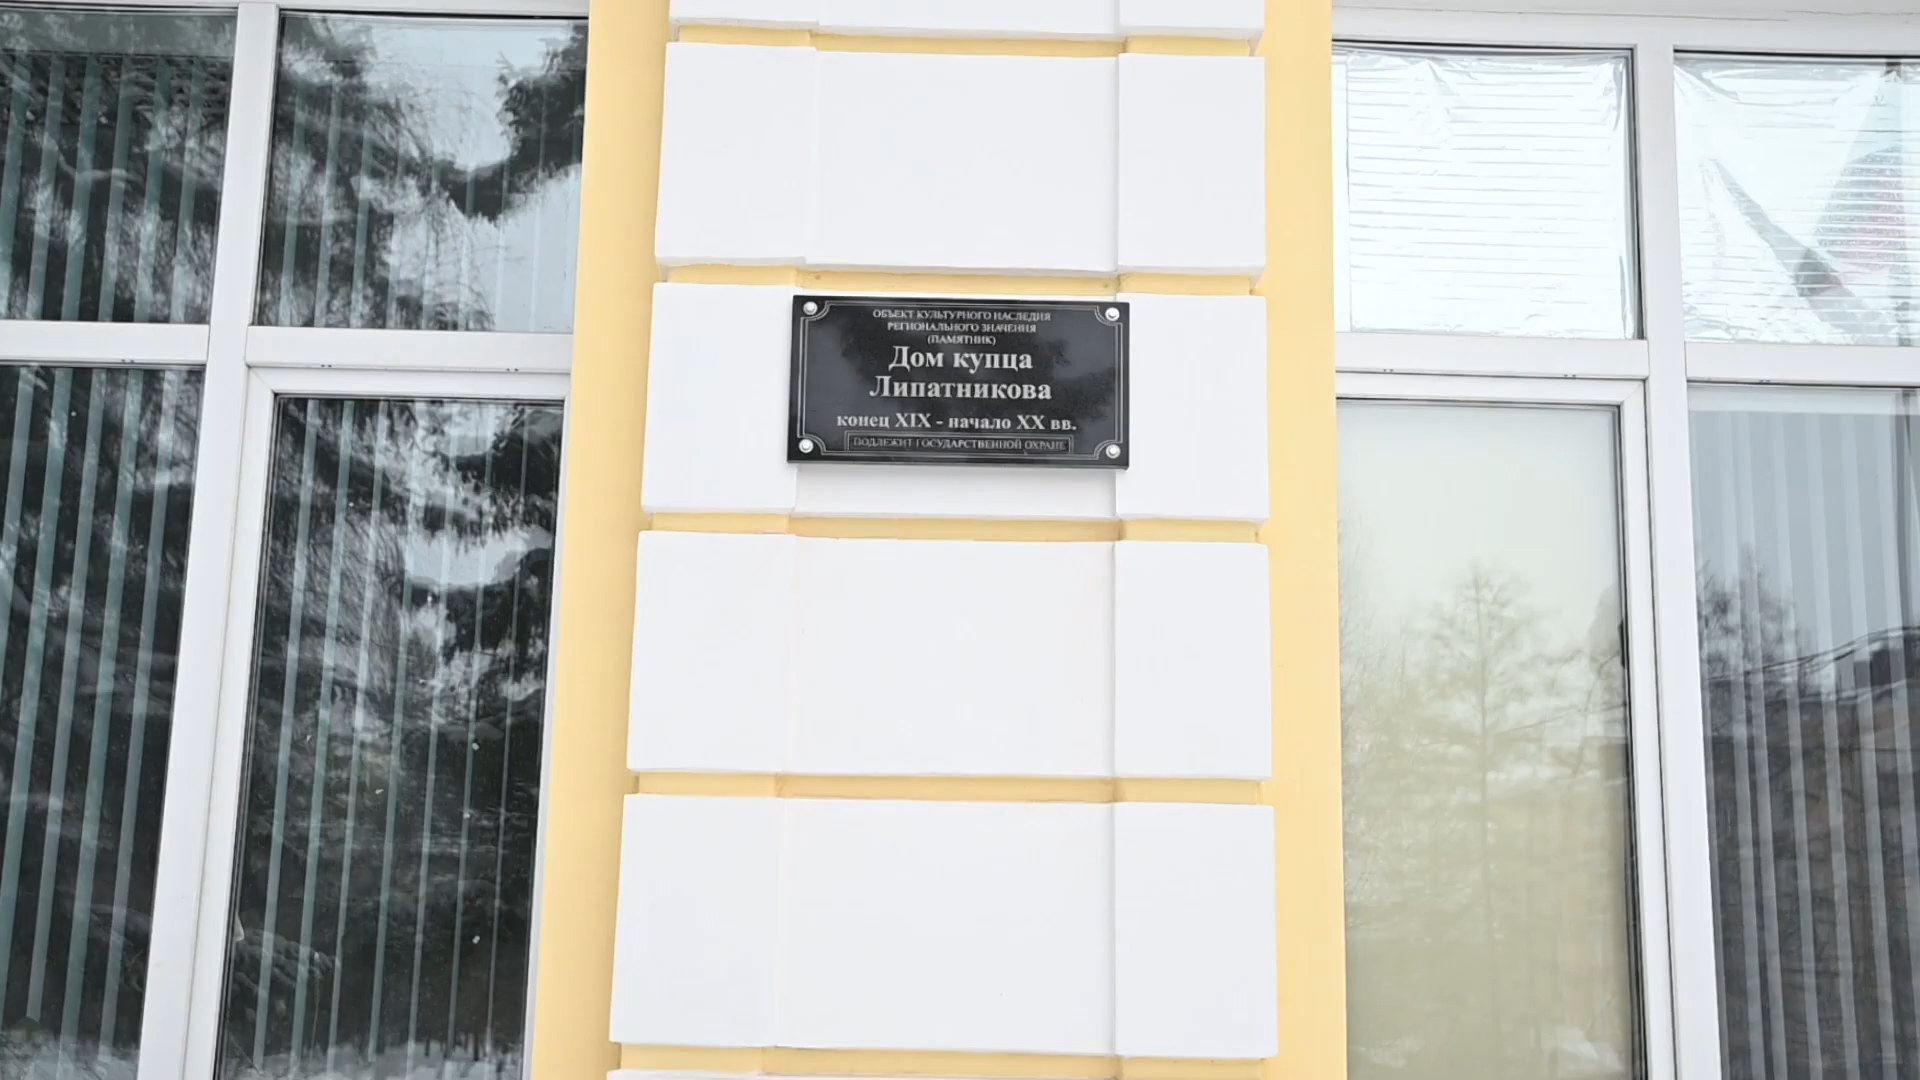 ОБЪЕКТ КУЛЬТУРНОГО НАСЛЕДИЯ
РЕГИОНАЛЬНОГО ЗНАЧЕНИЯ
(ПАМЯТНИК)
Дом купца
Липатникова
конец XIX - начало XX вв.
ПОДЛЕЖИТ ГОСУДАРСТВЕННОЙ ОХРАНЕ